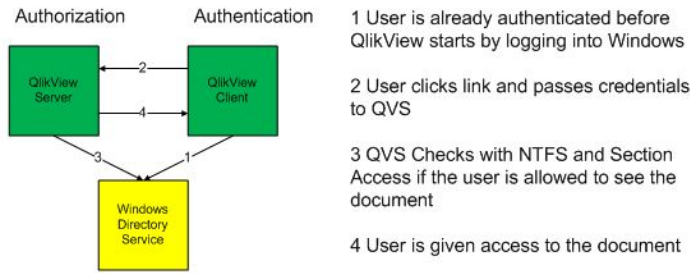 Authorization
Authentication
QlikView
Server
2
QlikView
Client
4
3
1
Windows
Directory
Service
1 User is already authenticated before
QlikView starts by logging into Windows
2 User clicks link and passes credentials
to QVS
3 QVS Checks with NTFS and Section
Access if the user is allowed to see the
document
4 User is given access to the document